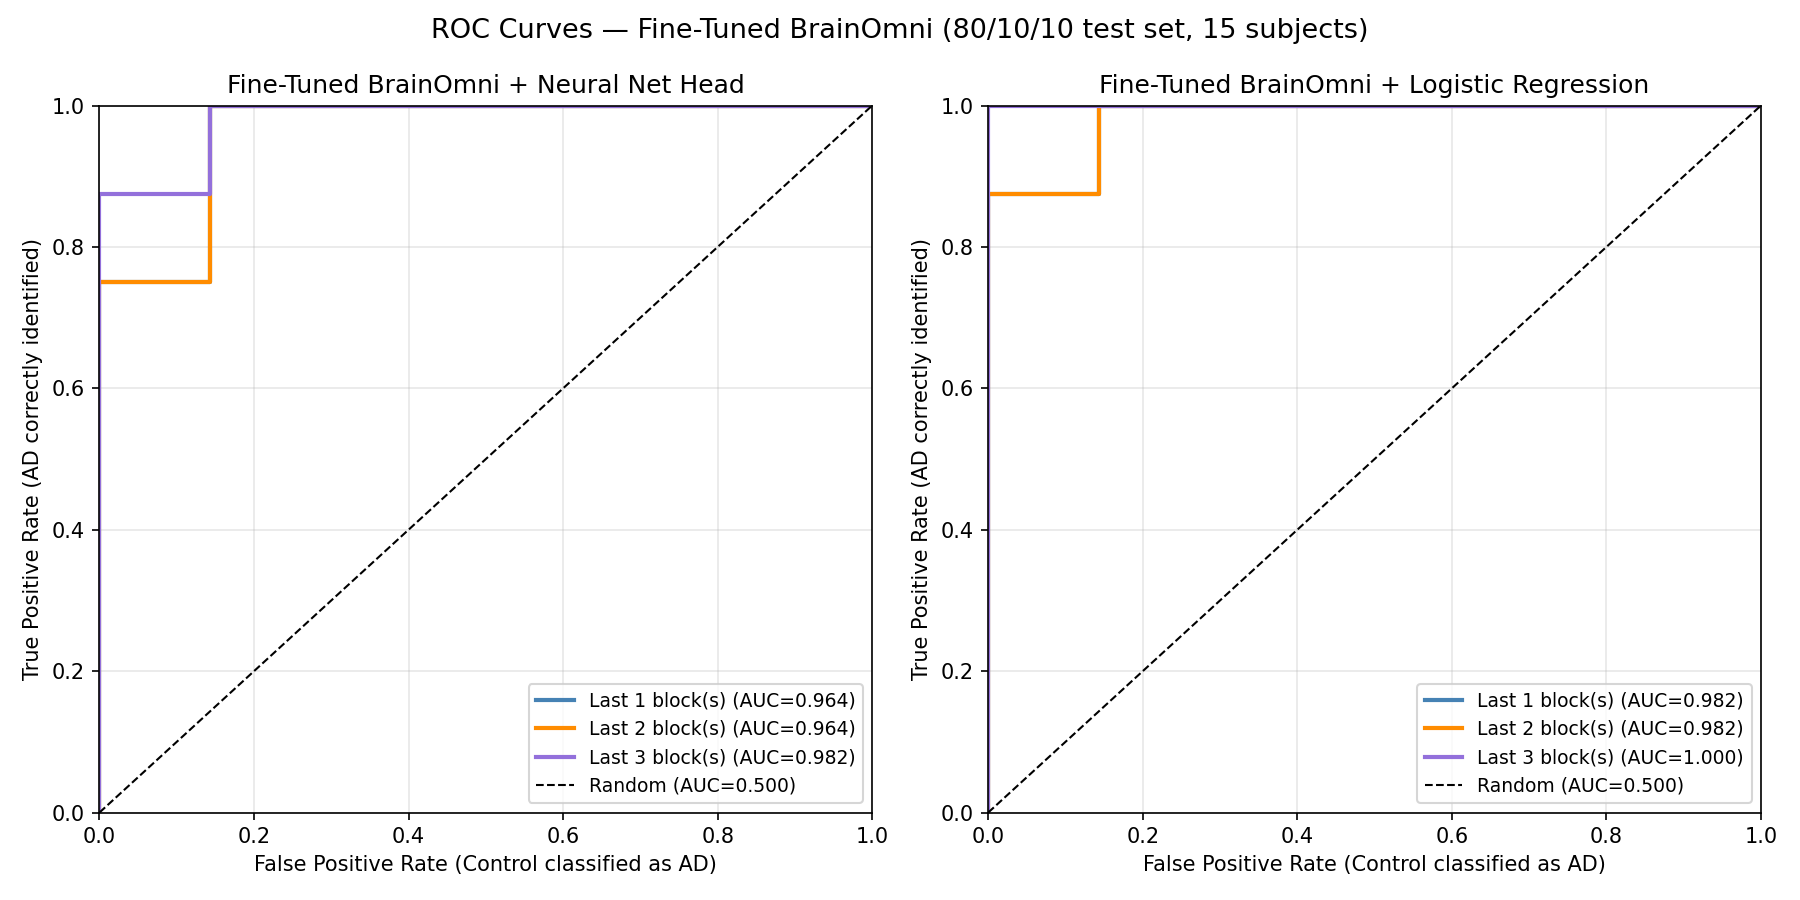 ROC Curves — Fine-Tuned BrainOmni (80/10/10 test set, 15 subjects)
Fine-Tuned BrainOmni + Neural Net Head
True Positive Rate (AD correctly identified)
1.0
0.8
0.6
0.4
0.2
0.0
Last 1 block(s) (AUC=0.964)
Last 2 block(s) (AUC=0.964)
Last 3 block(s) (AUC=0.982)
Random (AUC=0.500)
0.0 0.2 0.4 0.6 0.8 1.0
False Positive Rate (Control classified as AD)
Fine-Tuned BrainOmni + Logistic Regression
True Positive Rate (AD correctly identified)
1.0
0.8
0.6
0.4
0.2
0.0
Last 1 block(s) (AUC=0.982)
Last 2 block(s) (AUC=0.982)
Last 3 block(s) (AUC=1.000)
Random (AUC=0.500)
0.0 0.2 0.4 0.6 0.8 1.0
False Positive Rate (Control classified as AD)